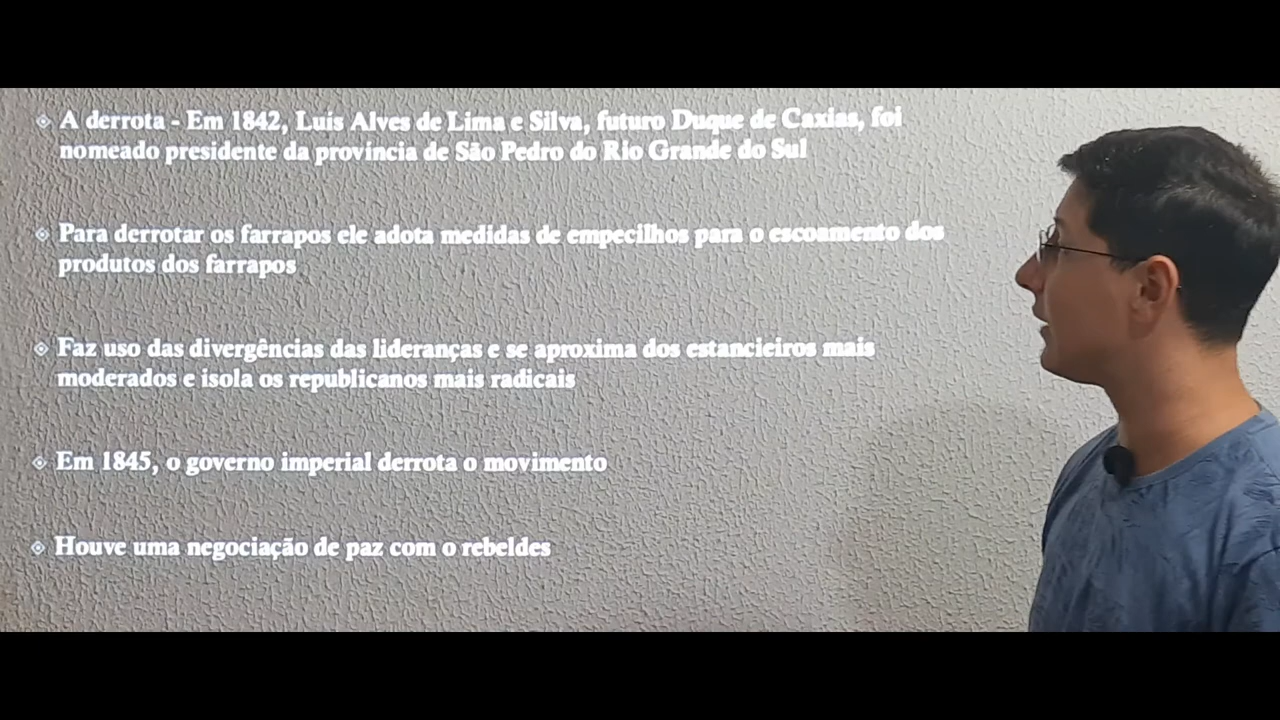 A derrota - Em 1842, Luís Alves de Lima e Silva, futuro Duque de Caxias, foi
nomeado presidente da província de São Pedro do Rio Grande do Sul
Para derrotar os farrapos ele adota medidas de empecilhos para o escoamento dos
produtos dos farrapos
Faz uso das divergências das lideranças e se aproxima dos estancieiros mais
moderados e isola os republicanos mais radicais
Em 1845, o governo imperial derrota o movimento
Houve uma negociação de paz com o rebeldes